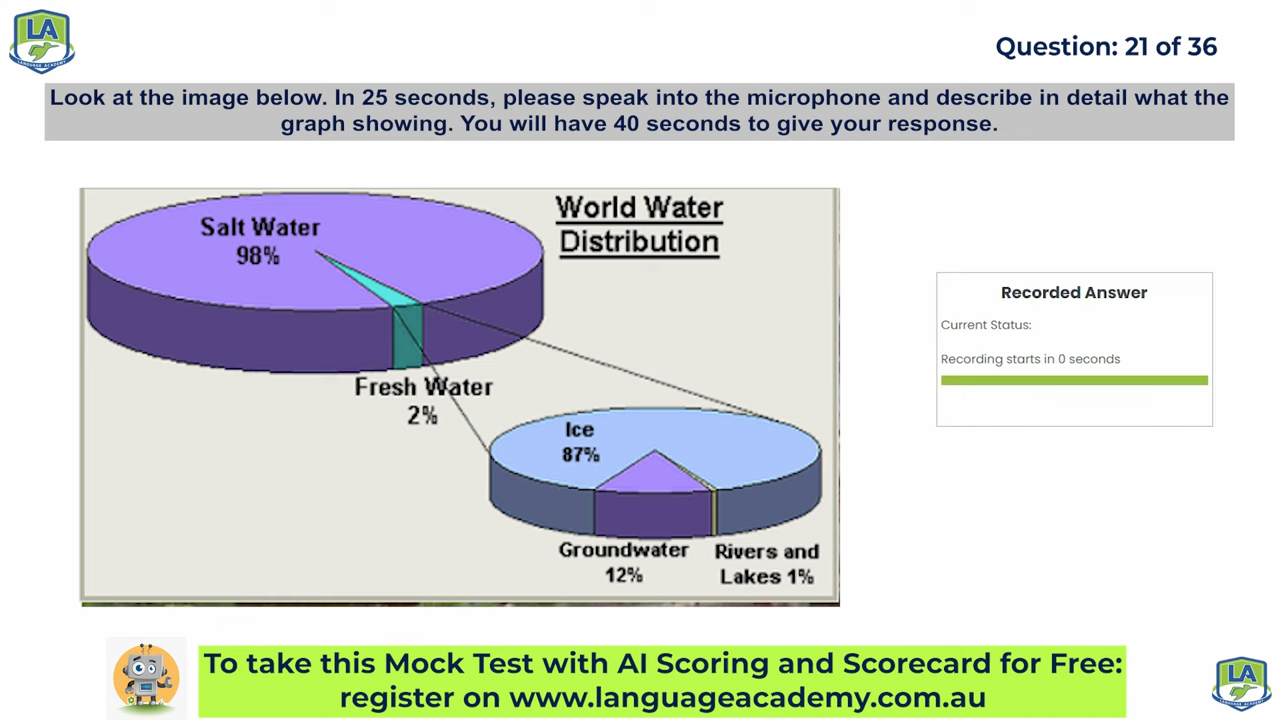 LA
LANGUAGE ACADEMY
Question: 21 of 36
Look at the image below. In 25 seconds, please speak into the microphone and describe in detail what the
graph showing. You will have 40 seconds to give your response.
World Water
Distribution
Salt Water
98%
Fresh Water
2%
Ice
87%
Groundwater
12%
Rivers and
Lakes 1%
Recorded Answer
Current Status:
Recording starts in 0 seconds
To take this Mock Test with AI Scoring and Scorecard for Free:
register on www.languageacademy.com.au
LA
LANGUAGE ACADEMY